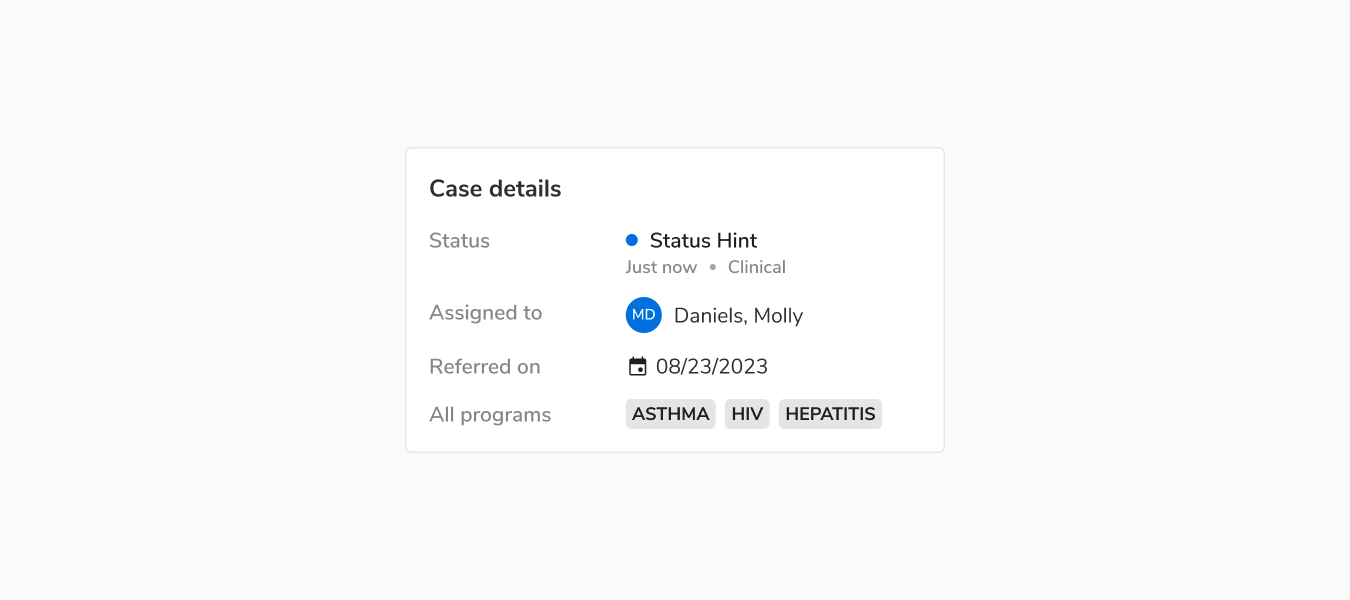 Case details
Status
Status Hint
Just now • Clinical
Assigned to
MD Daniels, Molly
Referred on
08/23/2023
All programs
ASTHMA HIV HEPATITIS